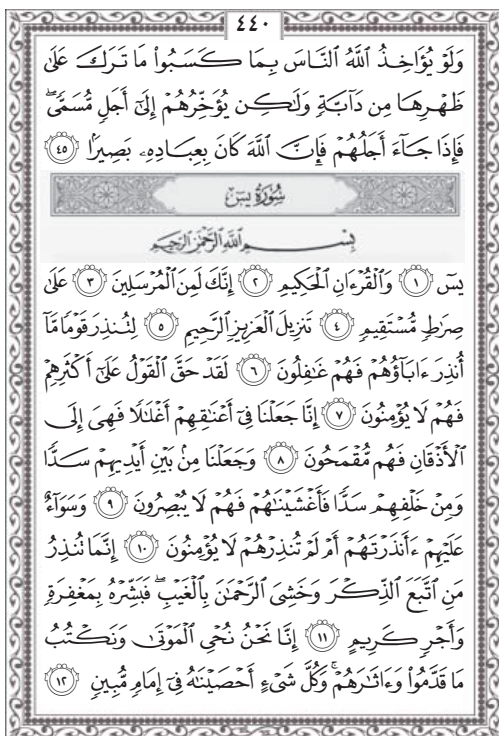 ٤٤٠
وَلَوْ يُؤَاخِذُ ٱللَّهُ ٱلنَّاسَ بِمَا كَسَبُوا۟ مَا تَرَكَ عَلَىٰ
ظَهْرِهَا مِن دَآبَّةٍ وَلَٰكِن يُؤَخِّرُهُمْ إِلَىٰٓ أَجَلٍ مُّسَمًّى ۖ
فَإِذَا جَآءَ أَجَلُهُمْ فَإِنَّ ٱللَّهَ كَانَ بِعِبَادِهِۦ بَصِيرًۢا ٤٥
سُورَةُ يسٓ
بِسْمِ ٱللَّهِ ٱلرَّحْمَٰنِ ٱلرَّحِيمِ
يسٓ ١ وَٱلْقُرْءَانِ ٱلْحَكِيمِ ٢ إِنَّكَ لَمِنَ ٱلْمُرْسَلِينَ ٣ عَلَىٰ
صِرَٰطٍ مُّسْتَقِيمٍ ٤ تَنزِيلَ ٱلْعَزِيزِ ٱلرَّحِيمِ ٥ لِتُنذِرَ قَوْمًا مَّآ
أُنذِرَ ءَابَآؤُهُمْ فَهُمْ غَٰفِلُونَ ٦ لَقَدْ حَقَّ ٱلْقَوْلُ عَلَىٰٓ أَكْثَرِهِمْ
فَهُمْ لَا يُؤْمِنُونَ ٧ إِنَّا جَعَلْنَا فِىٓ أَعْنَٰقِهِمْ أَغْلَٰلًا فَهِىَ إِلَى
ٱلْأَذْقَانِ فَهُم مُّقْمَحُونَ ٨ وَجَعَلْنَا مِنۢ بَيْنِ أَيْدِيهِمْ سَدًّا
وَمِنْ خَلْفِهِمْ سَدًّا فَأَغْشَيْنَٰهُمْ فَهُمْ لَا يُبْصِرُونَ ٩ وَسَوَآءٌ
عَلَيْهِمْ ءَأَنذَرْتَهُمْ أَمْ لَمْ تُنذِرْهُمْ لَا يُؤْمِنُونَ ١٠ إِنَّمَا تُنذِرُ
مَنِ ٱتَّبَعَ ٱلذِّكْرَ وَخَشِىَ ٱلرَّحْمَٰنَ بِٱلْغَيْبِ ۖ فَبَشِّرْهُ بِمَغْفِرَةٍ
وَأَجْرٍ كَرِيمٍ ١١ إِنَّا نَحْنُ نُحْىِ ٱلْمَوْتَىٰ وَنَكْتُبُ
مَا قَدَّمُوا۟ وَءَاثَٰرَهُمْ ۚ وَكُلَّ شَىْءٍ أَحْصَيْنَٰهُ فِىٓ إِمَامٍ مُّبِينٍ ١٢